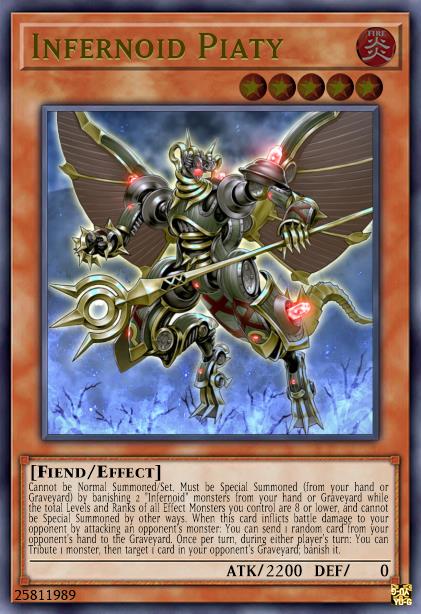 INFERNOID PIATY
FIRE
炎
[FIEND/EFFECT]
Cannot be Normal Summoned/Set. Must be Special Summoned (from your hand or
Graveyard) by banishing 2 "Infernoid" monsters from your hand or Graveyard while
the total Levels and Ranks of all Effect Monsters you control are 8 or lower, and cannot
be Special Summoned by other ways. When this card inflicts battle damage to your
opponent by attacking an opponent's monster: You can send 1 random card from your
opponent's hand to the Graveyard. Once per turn, during either player's turn: You can
Tribute 1 monster, then target 1 card in your opponent's Graveyard; banish it.
ATK/2200 DEF/ 0
25811989